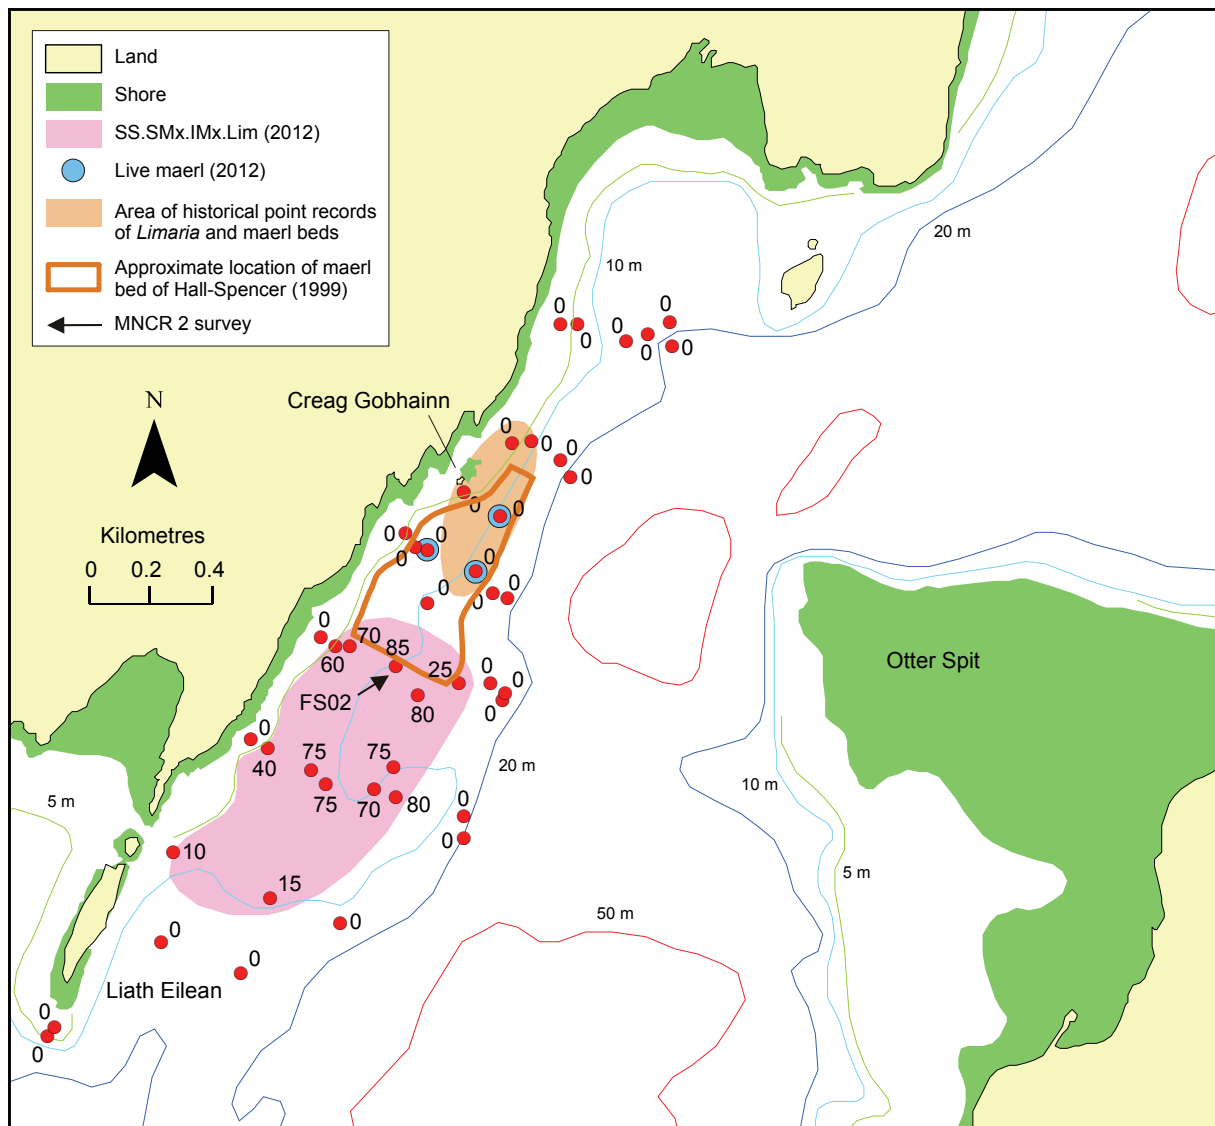 Land
Shore
SS.SMx.IMx.Lim (2012)
Live maerl (2012)
Area of historical point records
of Limaria and maerl beds
Approximate location of maerl
bed of Hall-Spencer (1999)
MNCR 2 survey
20 m
10 m
0 0
0 0
0 0
N
Creag Gobhainn
0 0 0
0
0 0
Kilometres
0 0.2 0.4
0 0
0 0
0 0 0
0
70
60 85
25 0 0
FS02
80 0
0
40
75 75
20 m
75 70 80
0
0
5 m
10 m
10
15
5 m
0
0
0
50 m
Liath Eilean
0
0
Otter Spit